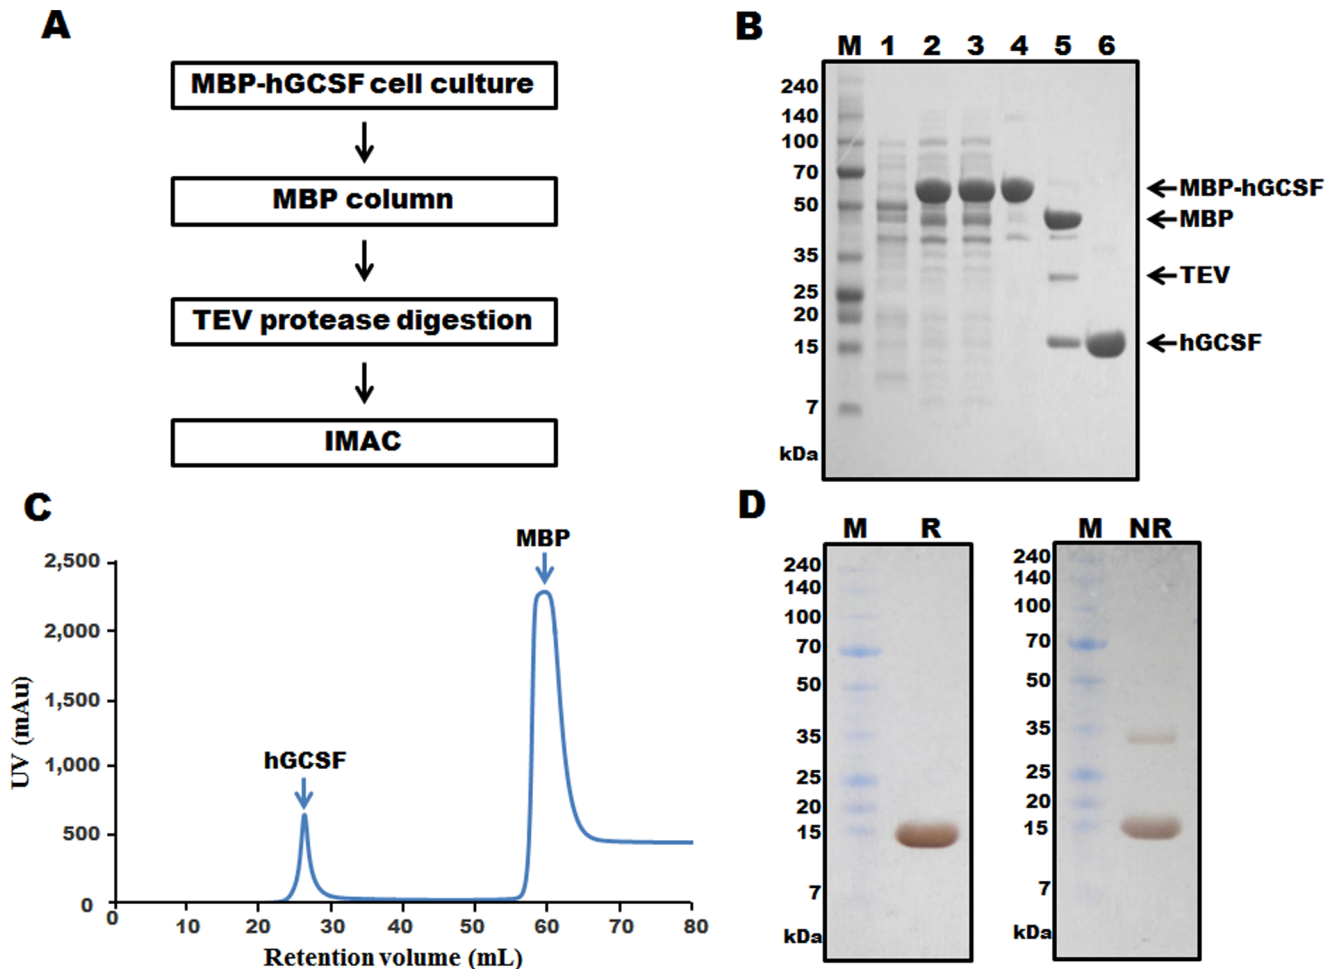 A
MBP-hGCSF cell culture
MBP column
TEV protease digestion
IMAC
B
M 1 2 3 4 5 6
240
140
100
70
50
35
25
20
15
7
kDa
MBP-hGCSF
MBP
TEV
hGCSF
C
MBP
hGCSF
2,500
2,000
1,500
1,000
500
0
UV (mAu)
0 10 20 30 40 50 60 70 80
Retention volume (mL)
D
M R
240
140
100
70
50
35
25
20
15
7
kDa
M NR
240
140
100
70
50
35
25
20
15
7
kDa